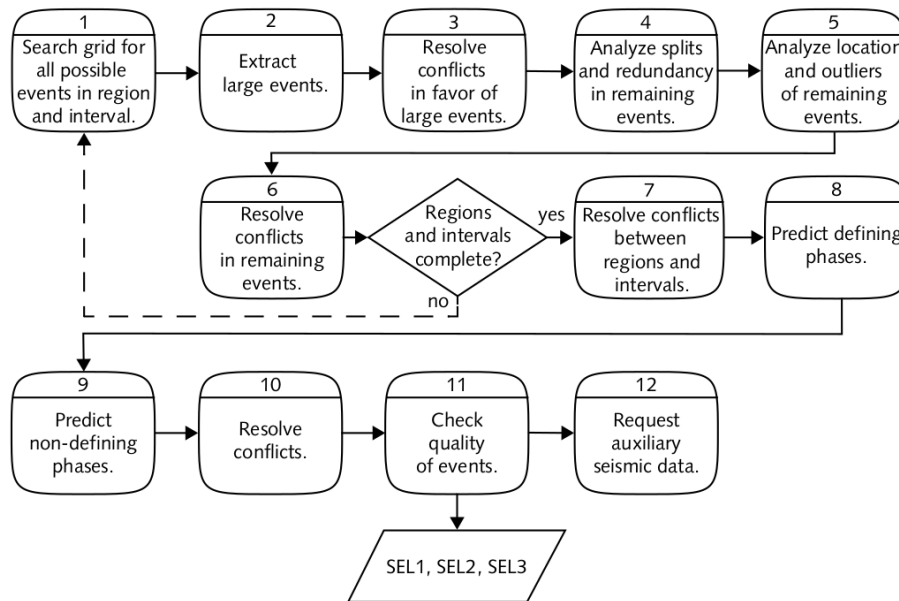 1
Search grid for
all possible
events in region
and interval.
2
Extract
large events.
3
Resolve
conflicts
in favor of
large events.
4
Analyze splits
and redundancy
in remaining
events.
5
Analyze location
and outliers
of remaining
events.
6
Resolve
conflicts
in remaining
events.
Regions
and intervals
complete?
yes
no
7
Resolve conflicts
between
regions and
intervals.
8
Predict defining
phases.
9
Predict
non-defining
phases.
10
Resolve
conflicts.
11
Check
quality
of events.
12
Request
auxiliary
seismic data.
SEL1, SEL2, SEL3